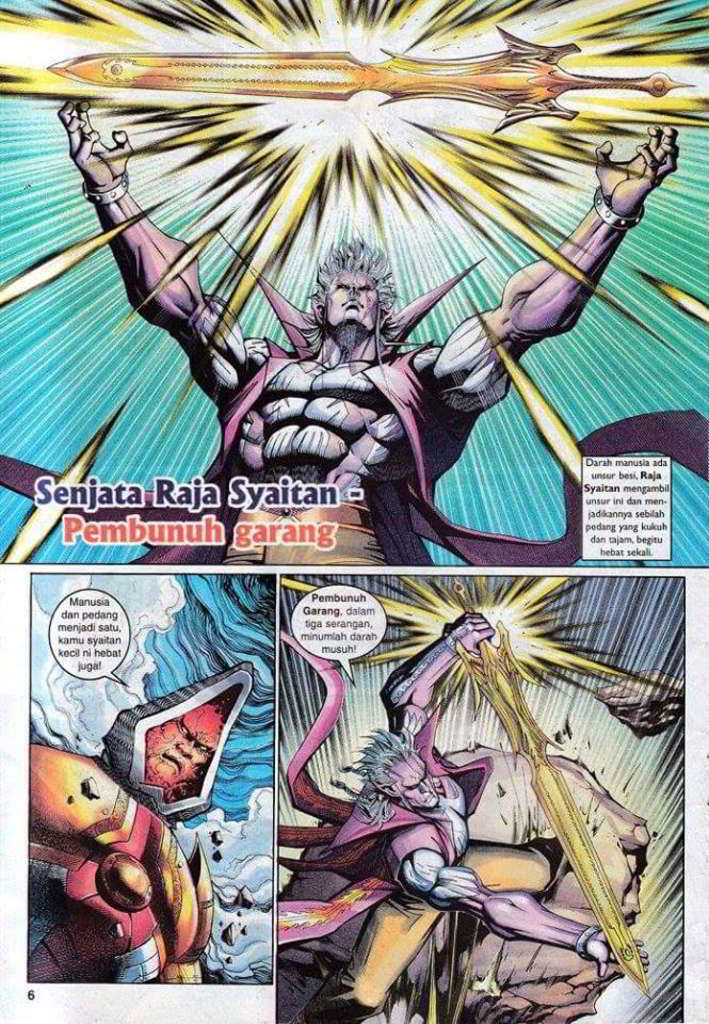 Senjata Raja Syaitan -
Pembunuh garang
Darah manusia ada
unsur besi, Raja
Syaitan mengambil
unsur ini dan men-
jadikannya sebilah
pedang yang kukuh
dan tajam, begitu
hebat sekali.
Manusia
dan pedang
menjadi satu,
kamu syaitan
kecil ni hebat
juga!
Pembunuh
Garang, dalam
tiga serangan,
minumlah darah
musuh!
6